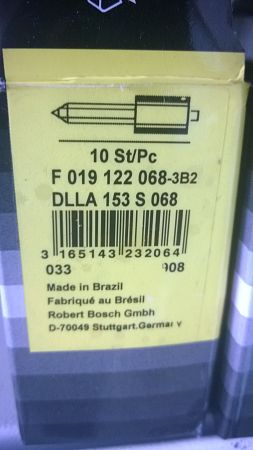 10 St/Pc
F 019 122 068-3B2
DLLA 153 S 068
3 165143 232064
033 908
Made in Brazil
Fabriqué au Brésil
Robert Bosch Gmbh
D-70049 Stuttgart.Germany